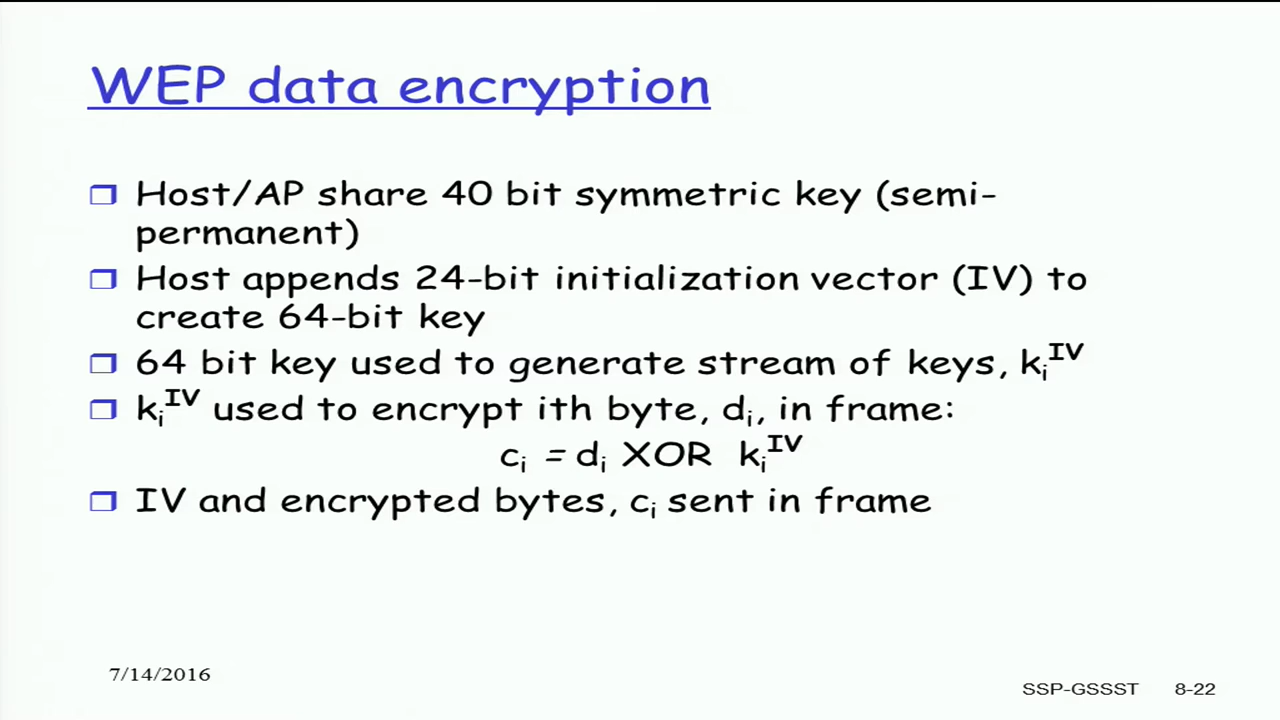 WEP data encryption
Host/AP share 40 bit symmetric key (semi-
permanent)
Host appends 24-bit initialization vector (IV) to
create 64-bit key
64 bit key used to generate stream of keys, kᵢᴵⱽ
kᵢᴵⱽ used to encrypt ith byte, dᵢ, in frame:
cᵢ = dᵢ XOR kᵢᴵⱽ
IV and encrypted bytes, cᵢ sent in frame
7/14/2016
SSP-GSSST 8-22